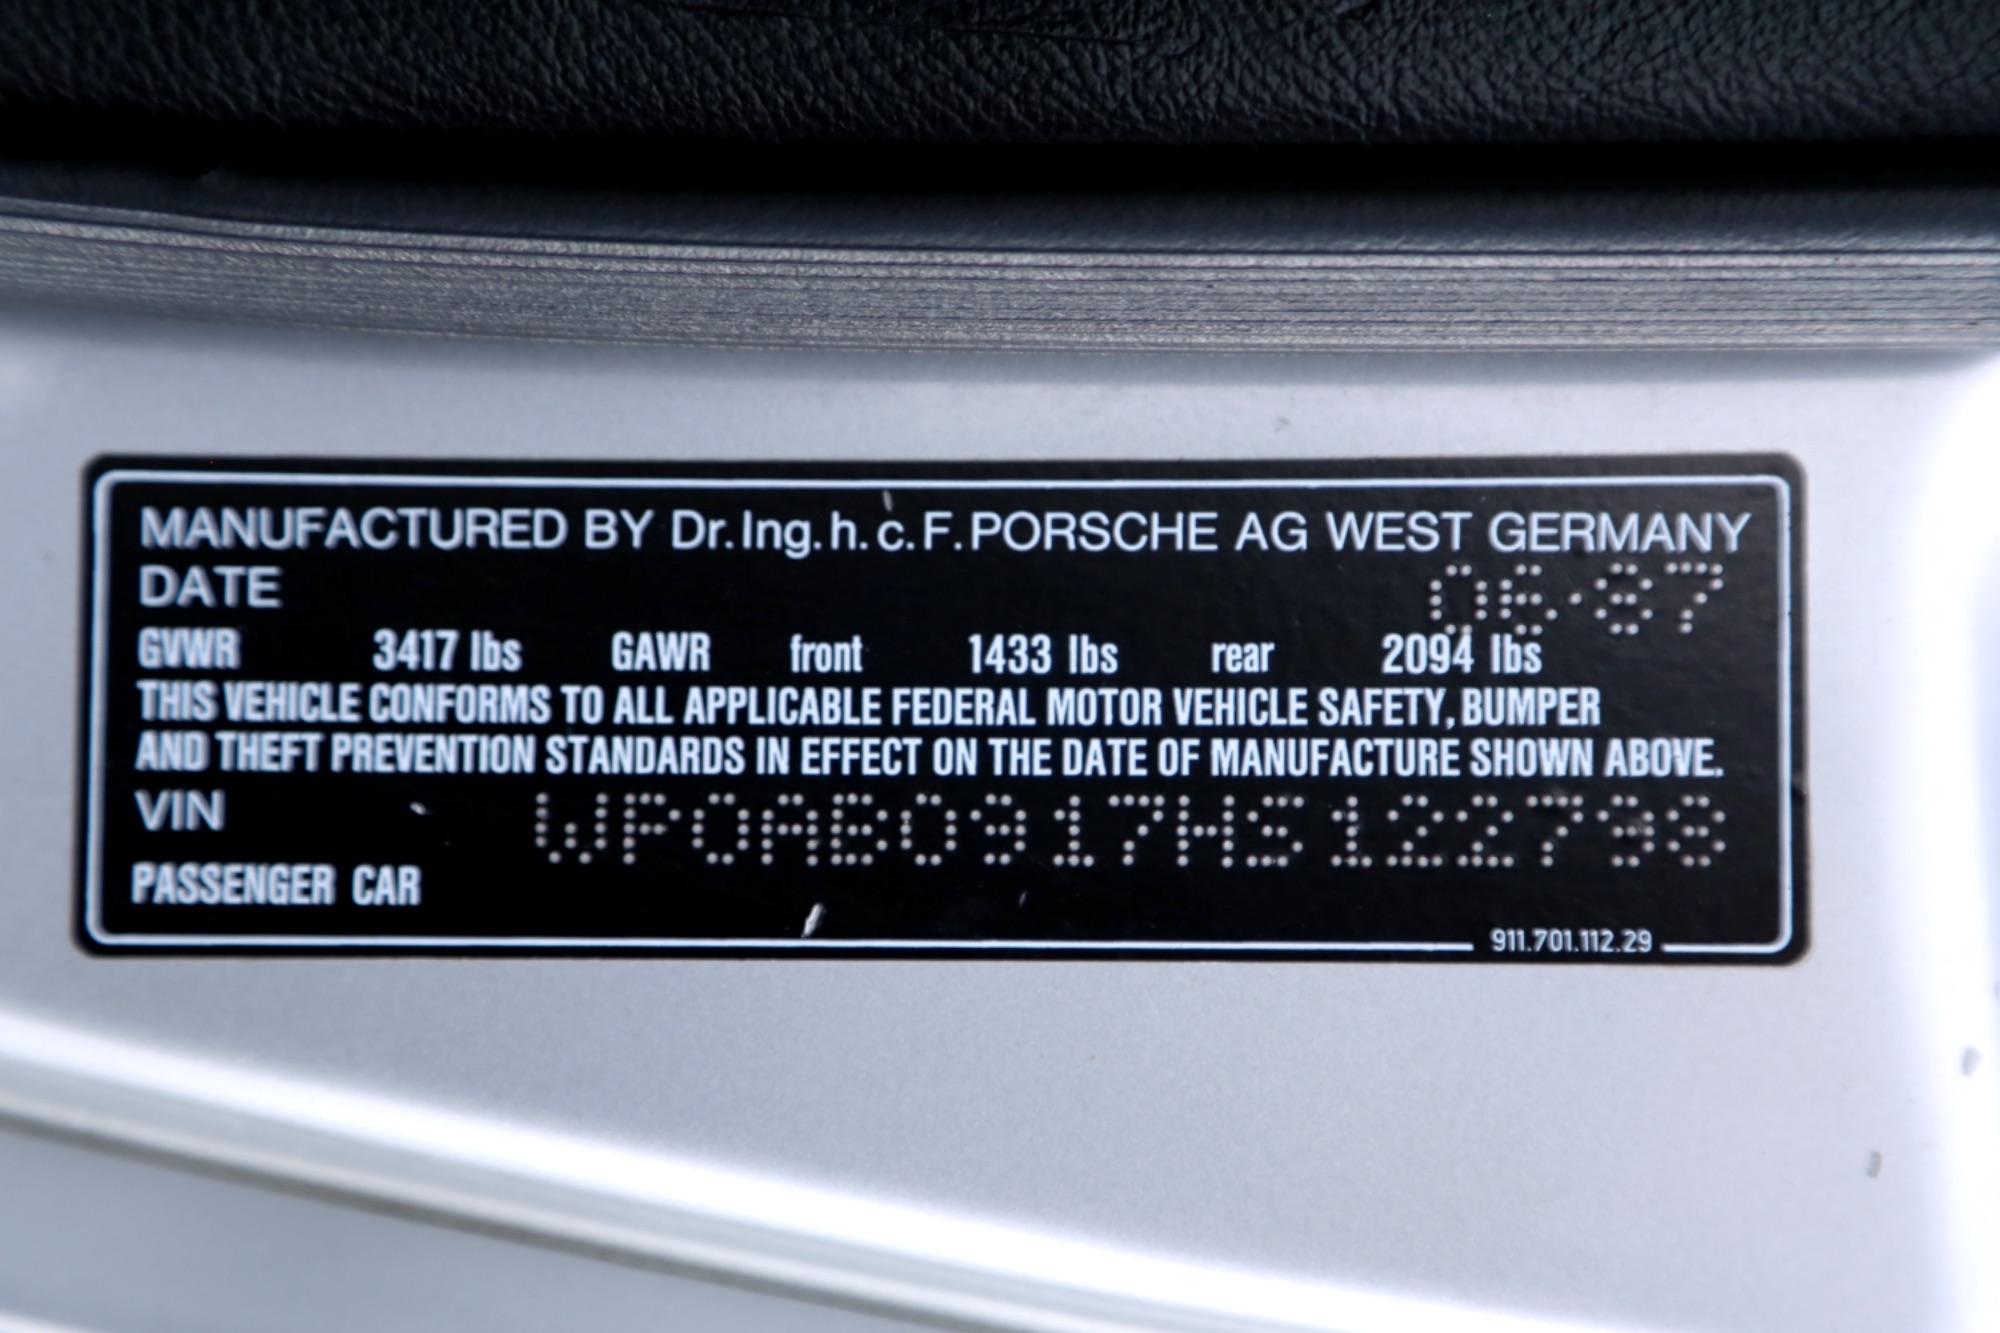 MANUFACTURED BY Dr.Ing.h.c.F.PORSCHE AG WEST GERMANY
DATE 06·87
GVWR 3417 lbs GAWR front 1433 lbs rear 2094 lbs
THIS VEHICLE CONFORMS TO ALL APPLICABLE FEDERAL MOTOR VEHICLE SAFETY, BUMPER
AND THEFT PREVENTION STANDARDS IN EFFECT ON THE DATE OF MANUFACTURE SHOWN ABOVE.
VIN WP0AB0917HS122798
PASSENGER CAR
911.701.112.29